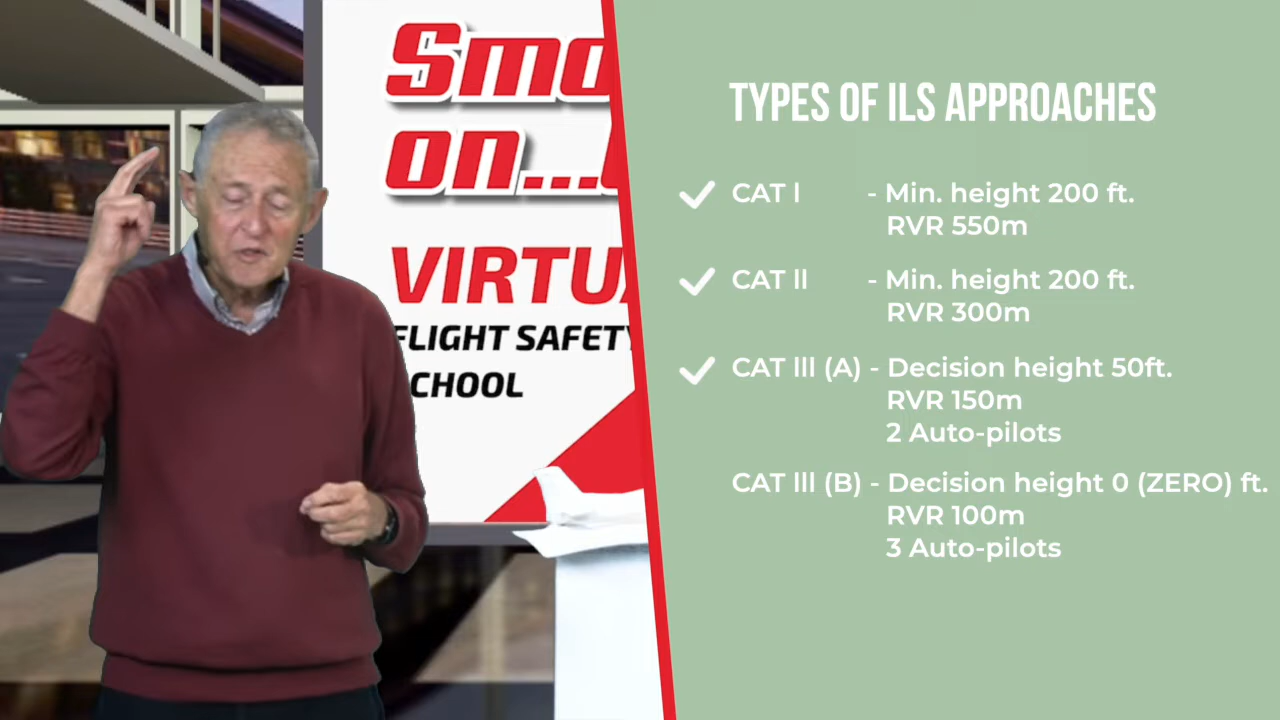 Smo
on...
VIRTUA
FLIGHT SAFETY
CHOOL
TYPES OF ILS APPROACHES
CAT I - Min. height 200 ft.
RVR 550m
CAT II - Min. height 200 ft.
RVR 300m
CAT III (A) - Decision height 50ft.
RVR 150m
2 Auto-pilots
CAT III (B) - Decision height 0 (ZERO) ft.
RVR 100m
3 Auto-pilots